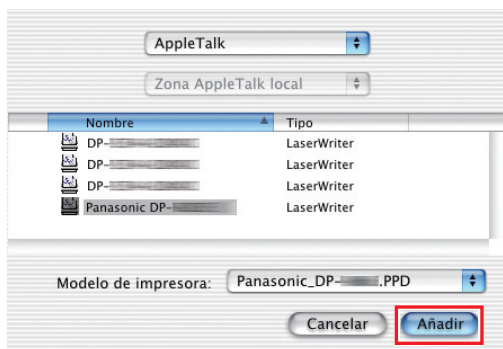 AppleTalk
Zona AppleTalk local
Nombre Tipo
DP- LaserWriter
DP- LaserWriter
DP- LaserWriter
Panasonic DP- LaserWriter
Modelo de impresora: Panasonic_DP- .PPD
Cancelar Añadir